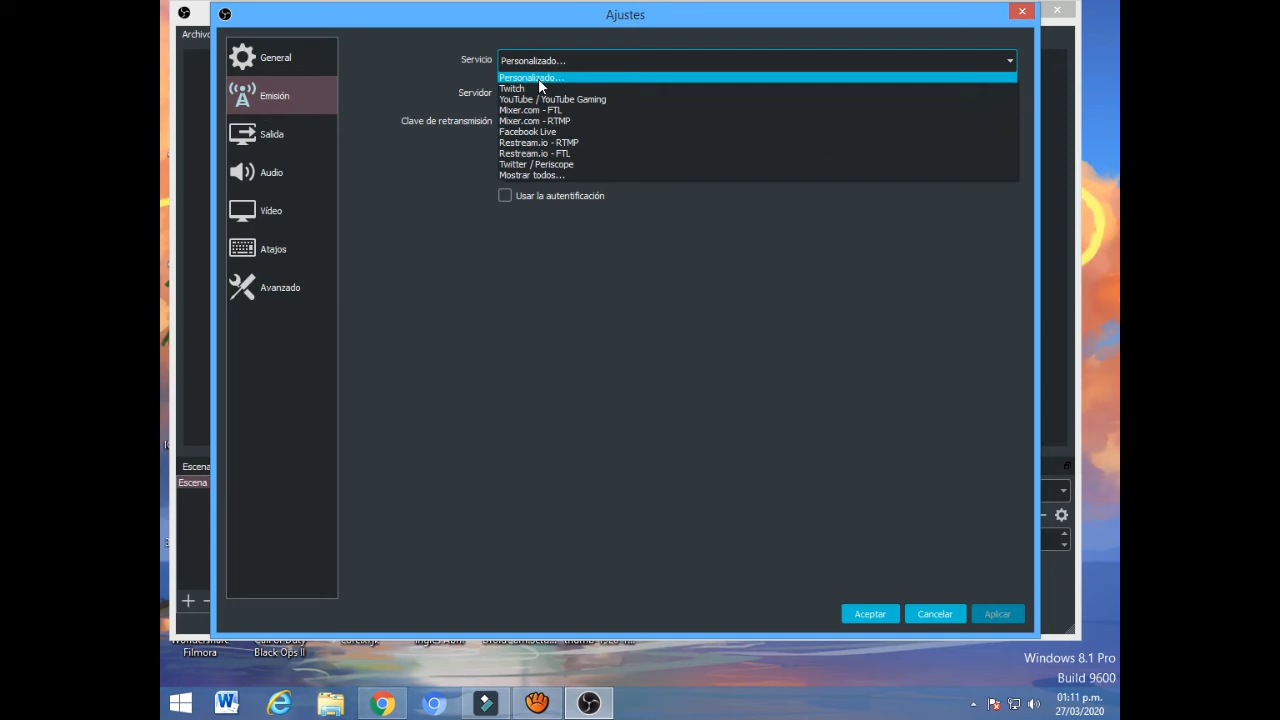 Ajustes
Archivo
General
Emisión
Salida
Audio
Vídeo
Atajos
Avanzado
Servicio
Personalizado...
Personalizado...
Twitch
YouTube / YouTube Gaming
Mixer.com - FTL
Mixer.com - RTMP
Facebook Live
Restream.io - RTMP
Restream.io - FTL
Twitter / Periscope
Mostrar todos...
Servidor
Clave de retransmisión
Usar la autentificación
Escena
Escena
Aceptar
Cancelar
Aplicar
Filmora
Black Ops II
Windows 8.1 Pro
Build 9600
01:11 p.m.
27/03/2020